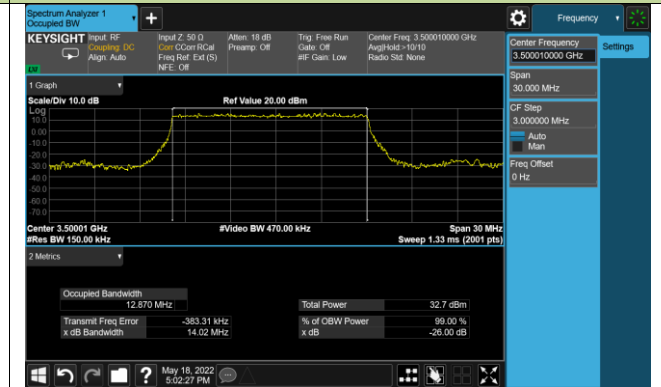 Spectrum Analyzer 1
Occupied BW
Frequency
KEYSIGHT
Input: RF
Coupling: DC
Align: Auto
Input Z: 50 Ω
Corr CCorr RCal
Freq Ref: Ext (S)
NFE: Off
Atten: 18 dB
Preamp: Off
Trig: Free Run
Gate: Off
#IF Gain: Low
Center Freq: 3.500010000 GHz
Avg|Hold:>10/10
Radio Std: None
LXI
Center Frequency
3.500010000 GHz
Settings
Span
30.000 MHz
CF Step
3.000000 MHz
Auto
Man
Freq Offset
0 Hz
1 Graph
Scale/Div 10.0 dB
Ref Value 20.00 dBm
Log
10.0
0.00
-10.0
-20.0
-30.0
-40.0
-50.0
-60.0
-70.0
Center 3.50001 GHz
#Video BW 470.00 kHz
Span 30 MHz
#Res BW 150.00 kHz
Sweep 1.33 ms (2001 pts)
2 Metrics
Occupied Bandwidth
12.870 MHz
Total Power
32.7 dBm
Transmit Freq Error
-383.31 kHz
% of OBW Power
99.00 %
x dB Bandwidth
14.02 MHz
x dB
-26.00 dB
May 18, 2022
5:02:27 PM